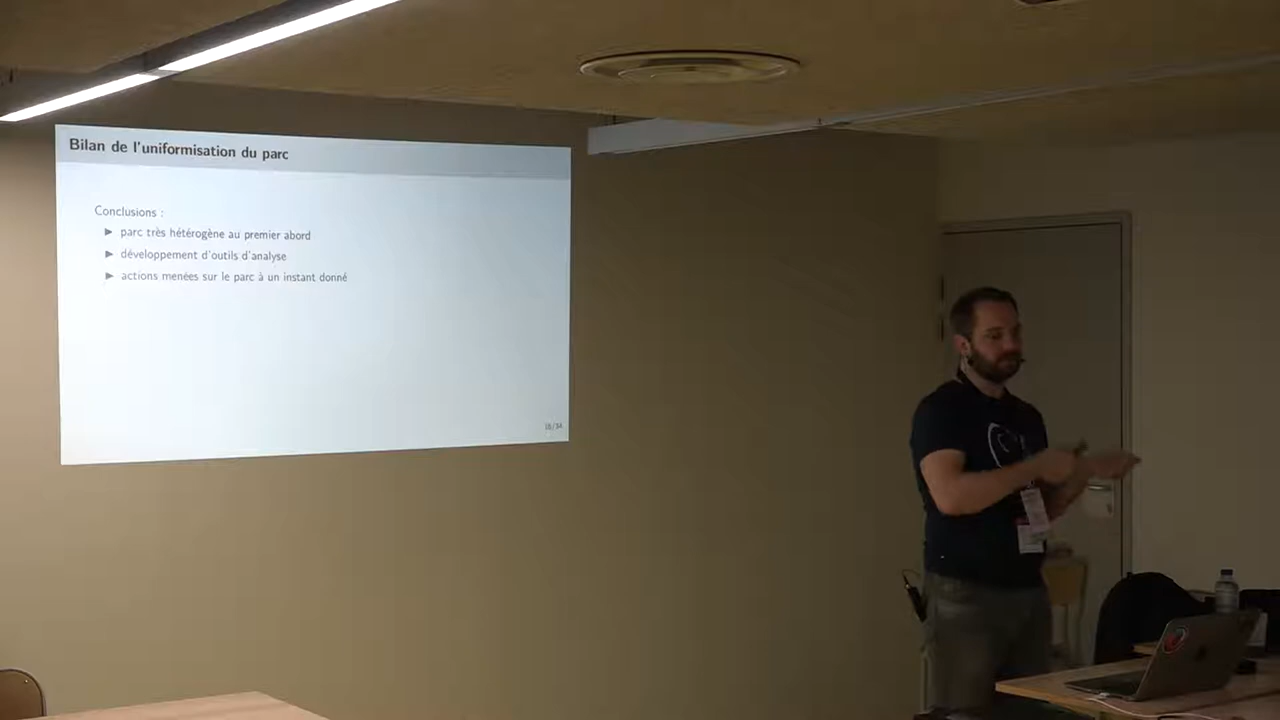 Bilan de l'uniformisation du parc
Conclusions :
▶ parc très hétérogène au premier abord
▶ développement d'outils d'analyse
▶ actions menées sur le parc à un instant donné